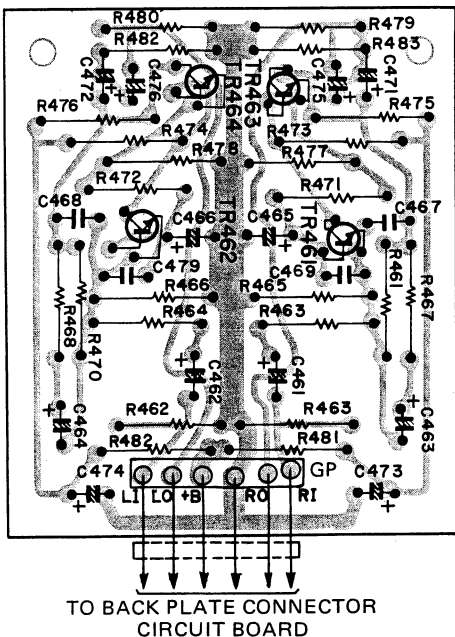 R480 R479
R482 R483
C472 C476 TR464 TR463 C475 C471
R476 R475
R474 R473
R478 R477
R472 R471
C468 C466 TR462 C465 TR461 C467
C479 C469 R461
R466 R465 R467
R468 R464 R463
R470
C462 C461
R462 R463
C464 C463
R482 R481
C474 GP C473
LI LO +B RO RI
TO BACK PLATE CONNECTOR
CIRCUIT BOARD